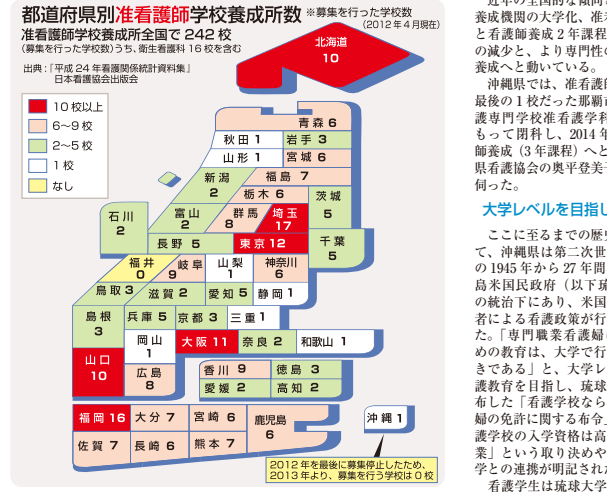 都道府県別准看護師学校養成所数 ※募集を行った学校数
(2012年4月現在)
准看護師学校養成所全国で242校
(募集を行った学校数)うち、衛生看護科16校を含む
出典:「平成24年看護関係統計資料集」
日本看護協会出版会
10校以上
6〜9校
2〜5校
1校
なし
北海道
10
青森 6
秋田 1 岩手 3
山形 1 宮城 6
新潟
2
福島 7
栃木 6
茨城
5
石川
2
富山
2
群馬
8
埼玉
17
長野 5
東京 12
千葉
5
福井
0
岐阜
9
山梨
1
神奈川
6
鳥取 3 滋賀 2 愛知 5 静岡 1
島根
3
兵庫 5 京都 3 三重 1
岡山
1
大阪 11 奈良 2 和歌山 1
山口
10
広島
8
香川 9 徳島 3
愛媛 2 高知 2
福岡 16 大分 7 宮崎 6 鹿児島
6
沖縄 1
佐賀 7 長崎 6 熊本 7
2012年を最後に募集停止したため、
2013年より、募集を行う学校は0校
養成機関の大学化、准
と看護師養成2年課程
の減少と、より専門性の
養成へと動いている。
沖縄県では、准看護師
最後の1校だった那覇市
護専門学校准看護学科
もって閉科し、2014年
師養成(3年課程)へと
県看護協会の奥平登美子
伺った。
大学レベルを目指し
ここに至るまでの歴史
て、沖縄県は第二次世
の1945年から27年間
島米国民政府(以下琉
の統治下にあり、米国
者による看護政策が行
た。「専門職業看護婦
めの教育は、大学で行
きである」と、大学レ
護教育を目指し、琉球
布した「看護学校なら
婦の免許に関する布令」
護学校の入学資格は高
業」という取り決めや
学との連携が明記された
看護学生は琉球大学